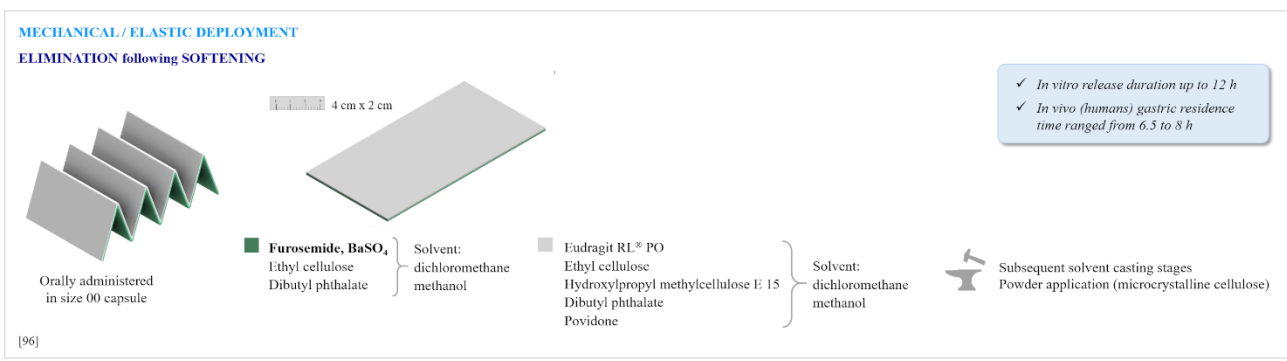 MECHANICAL / ELASTIC DEPLOYMENT
ELIMINATION following SOFTENING
4 cm x 2 cm
✓ In vitro release duration up to 12 h
✓ In vivo (humans) gastric residence
time ranged from 6.5 to 8 h
Orally administered
in size 00 capsule
Furosemide, BaSO₄
Ethyl cellulose
Dibutyl phthalate
Solvent:
dichloromethane
methanol
Eudragit RL® PO
Ethyl cellulose
Hydroxylpropyl methylcellulose E 15
Dibutyl phthalate
Povidone
Solvent:
dichloromethane
methanol
Subsequent solvent casting stages
Powder application (microcrystalline cellulose)
[96]